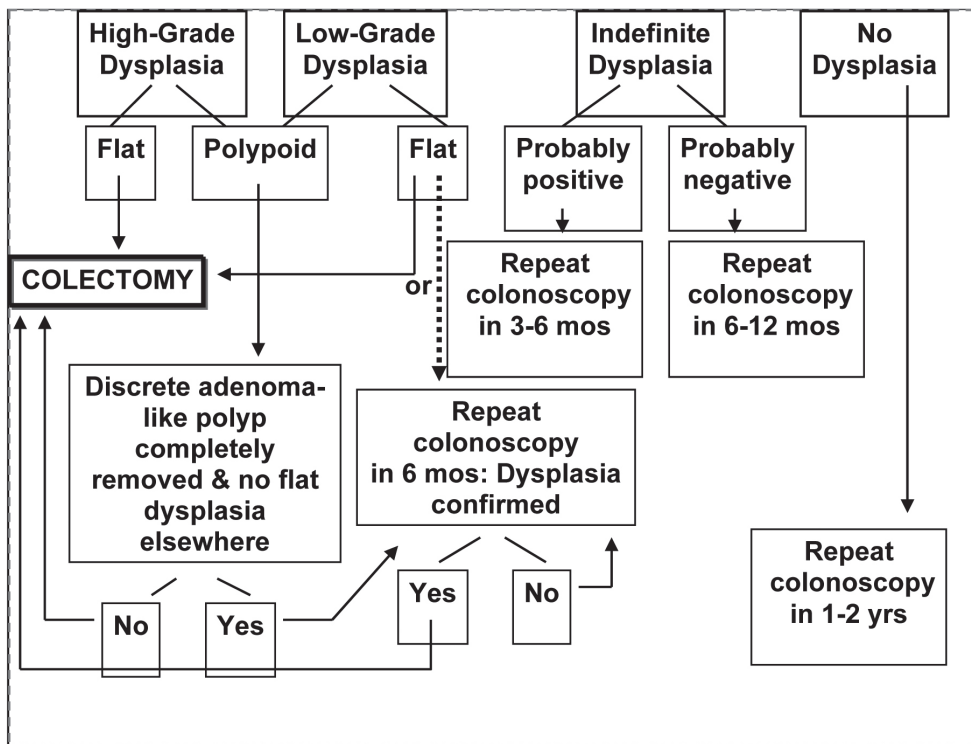 High-Grade
Dysplasia
Low-Grade
Dysplasia
Indefinite
Dysplasia
No
Dysplasia
Flat
Polypoid
Flat
Probably
positive
Probably
negative
COLECTOMY
or
Repeat
colonoscopy
in 3-6 mos
Repeat
colonoscopy
in 6-12 mos
Discrete adenoma-
like polyp
completely
removed & no flat
dysplasia
elsewhere
Repeat
colonoscopy
in 6 mos: Dysplasia
confirmed
Repeat
colonoscopy
in 1-2 yrs
No
Yes
Yes
No